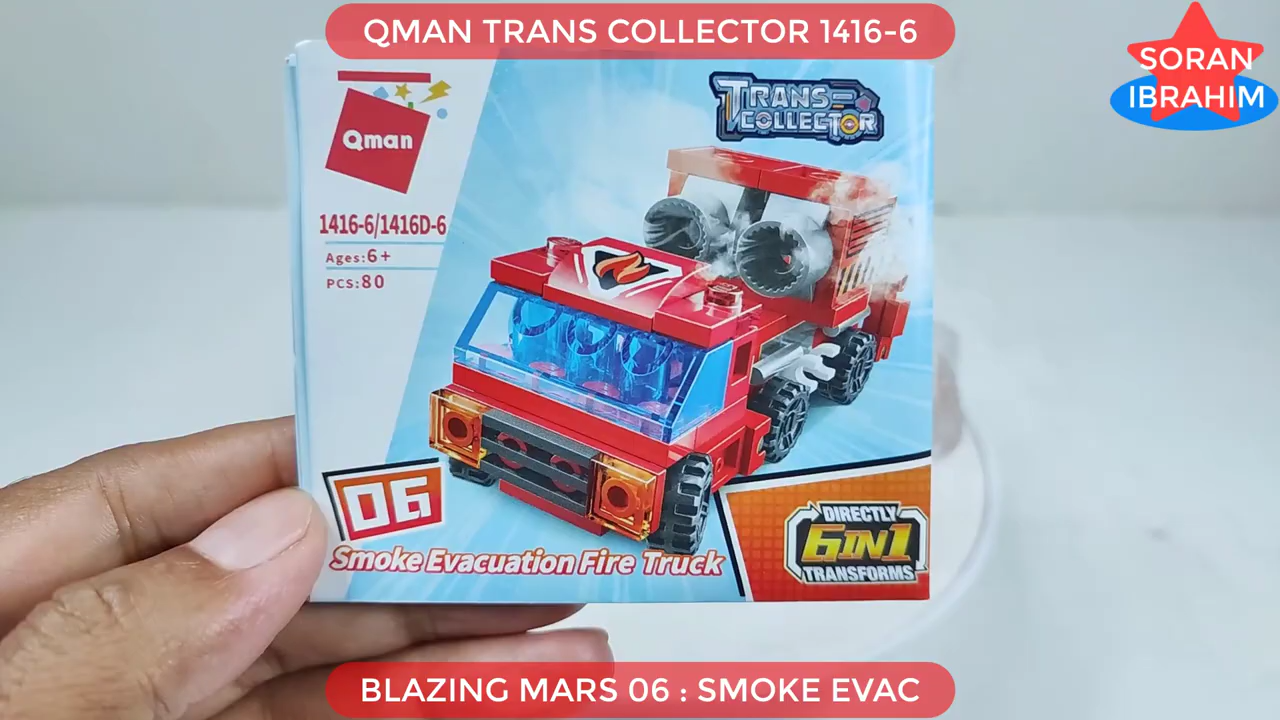 QMAN TRANS COLLECTOR 1416-6
SORAN
IBRAHIM
Qman
TRANS-
COLLECTOR
1416-6/1416D-6
Ages:6+
PCS:80
06
Smoke Evacuation Fire Truck
DIRECTLY
6IN1
TRANSFORMS
BLAZING MARS 06 : SMOKE EVAC